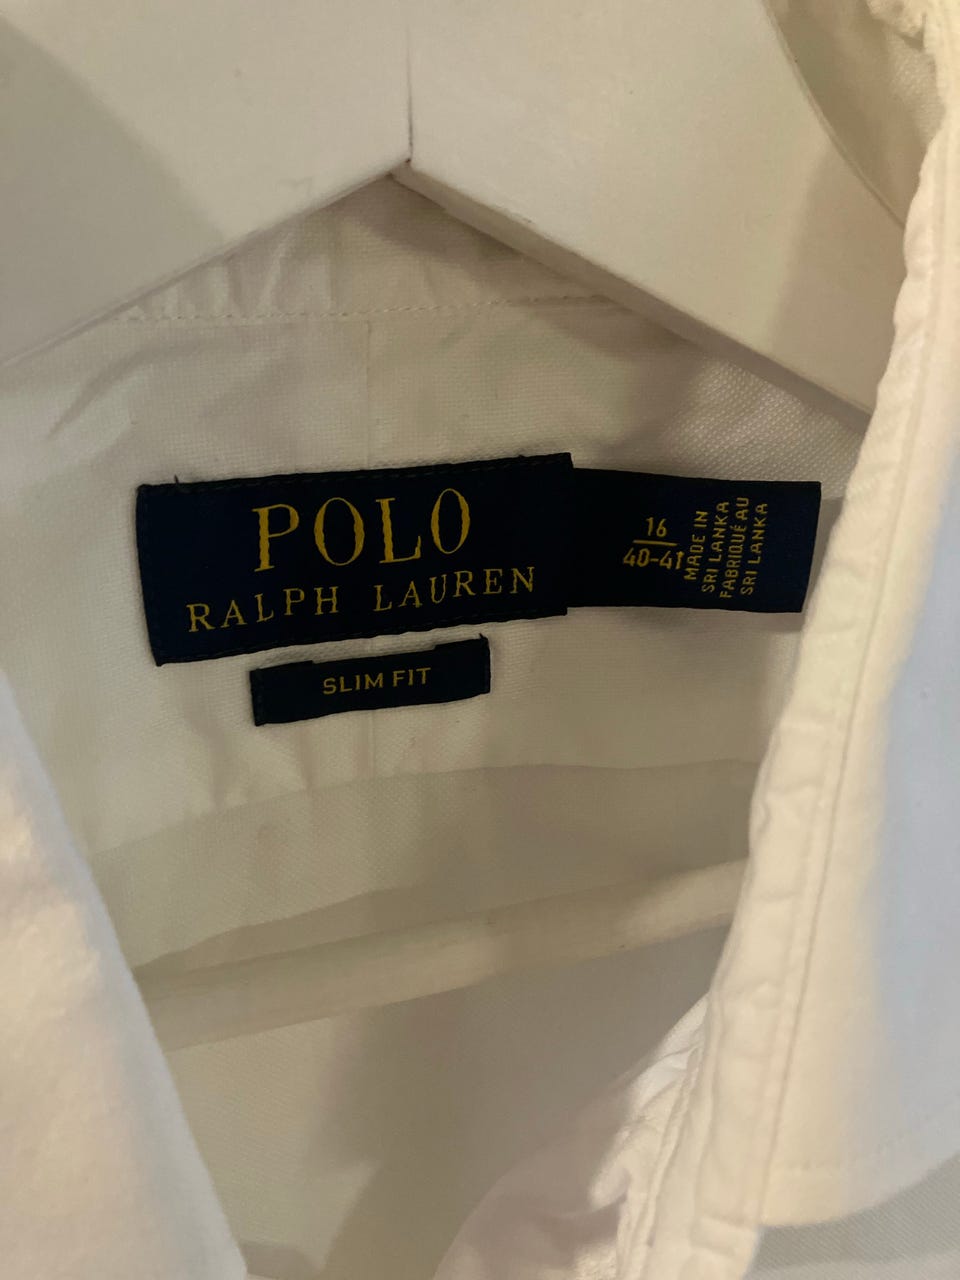 POLO
RALPH LAUREN
SLIM FIT
16
40-41
MADE IN
SRI LANKA
FABRIQUÉ AU
SRI LANKA